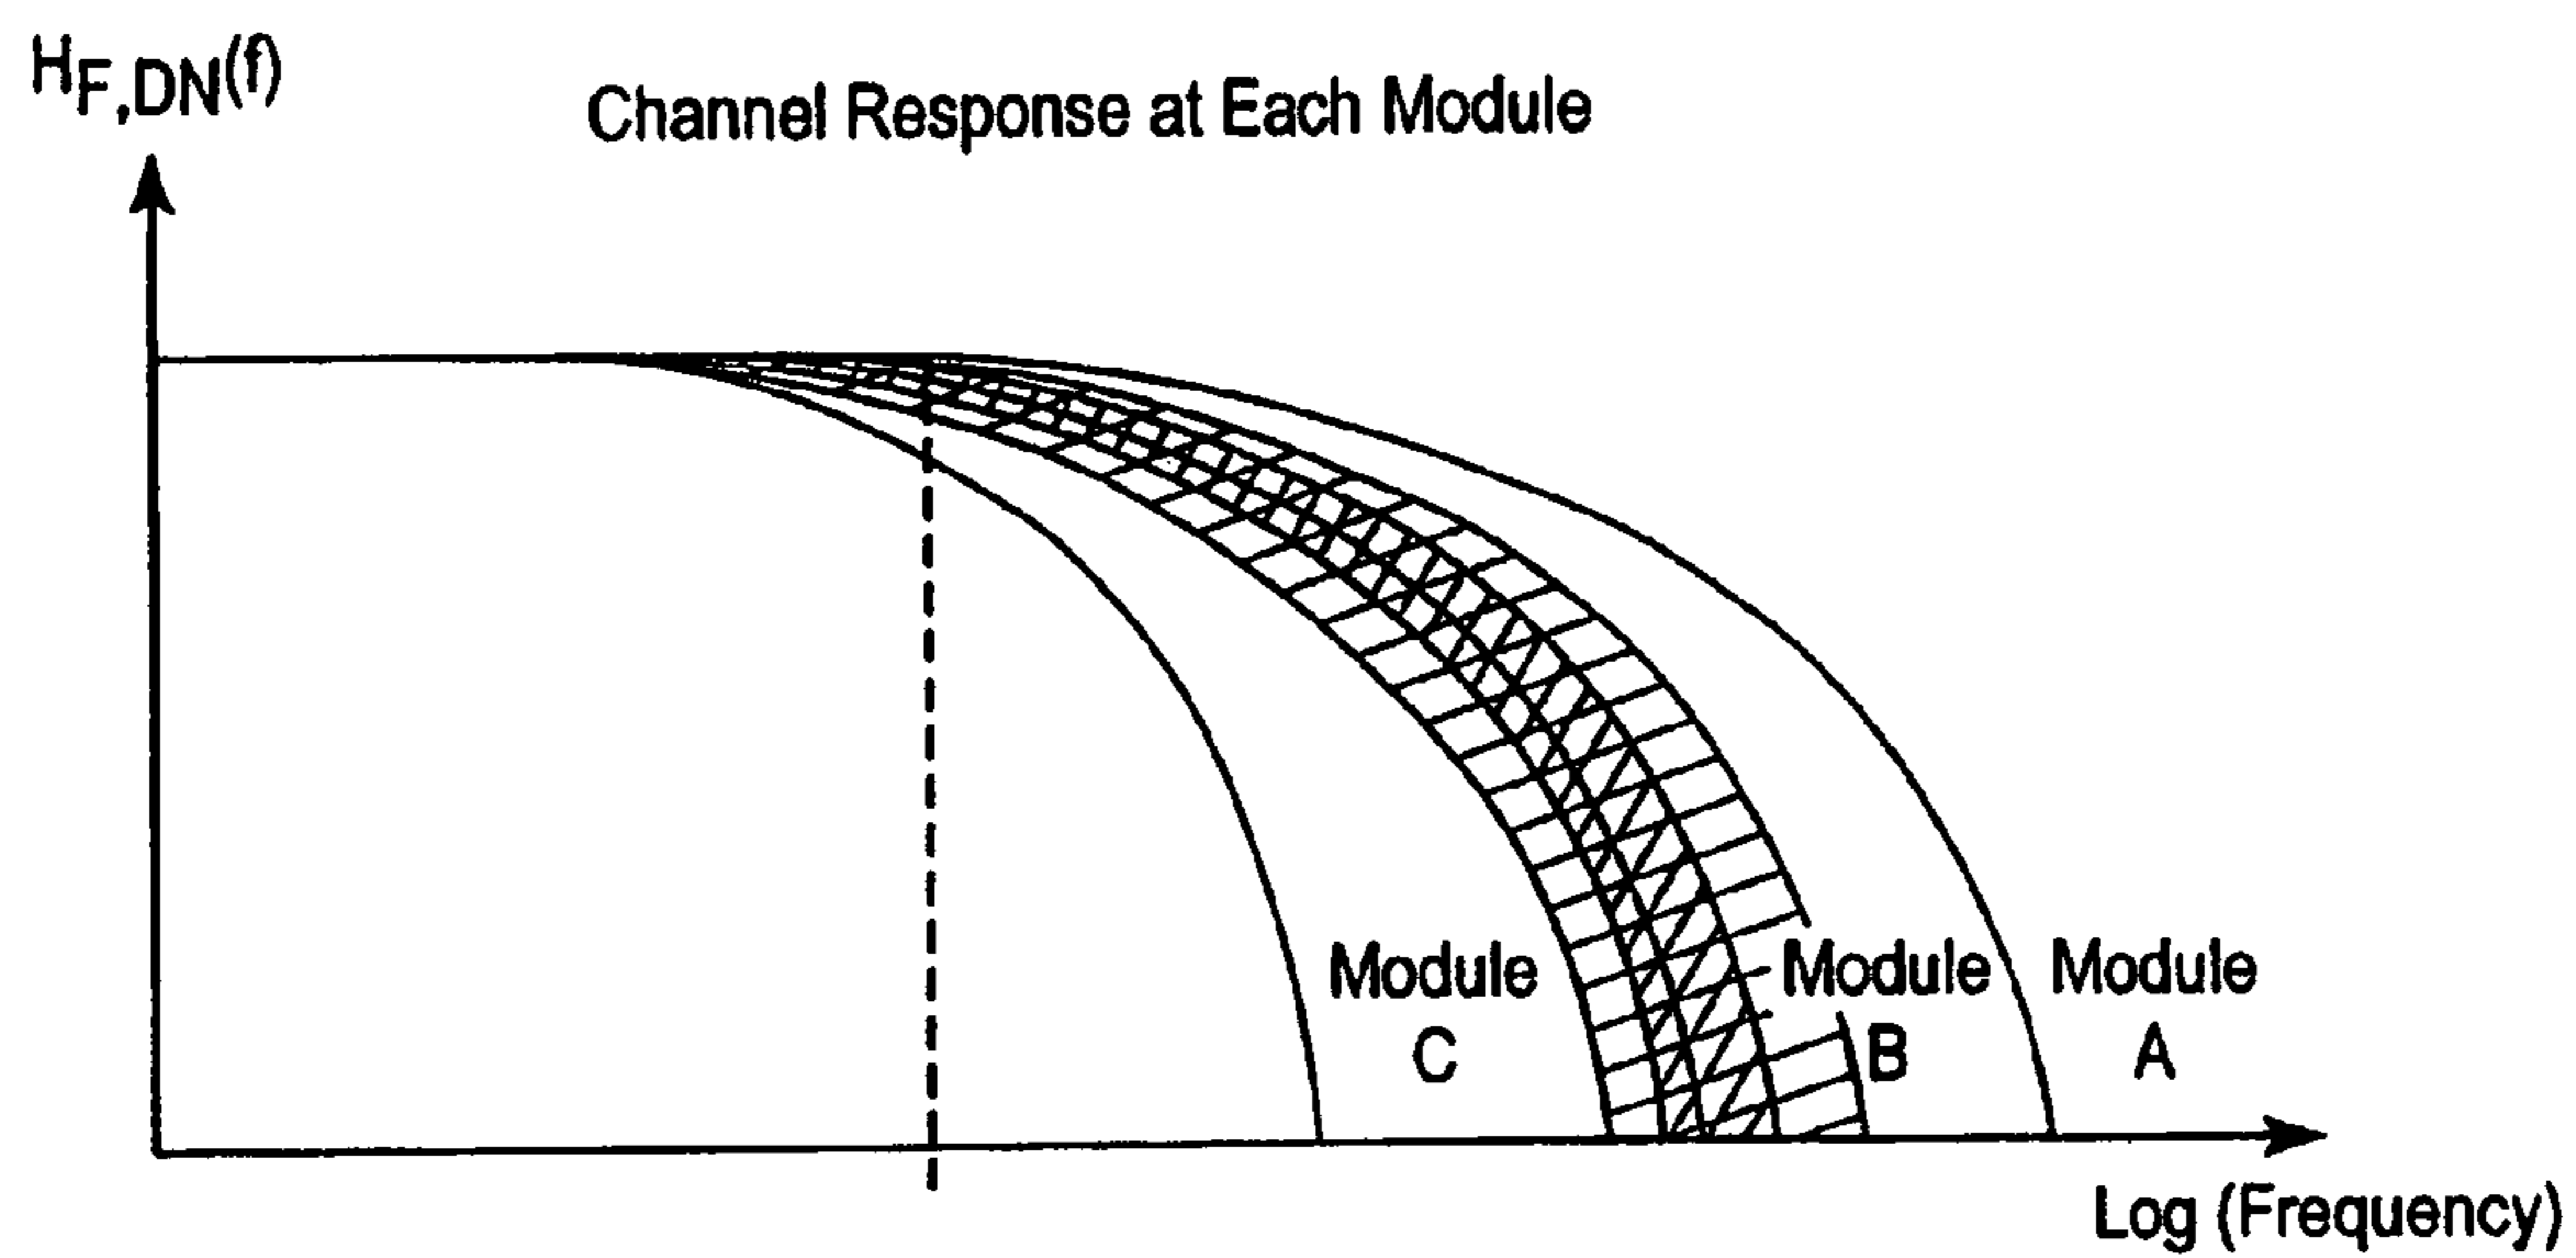 HF,DN(f)
Channel Response at Each Module
Module
C
Module
B
Module
A
Log (Frequency)